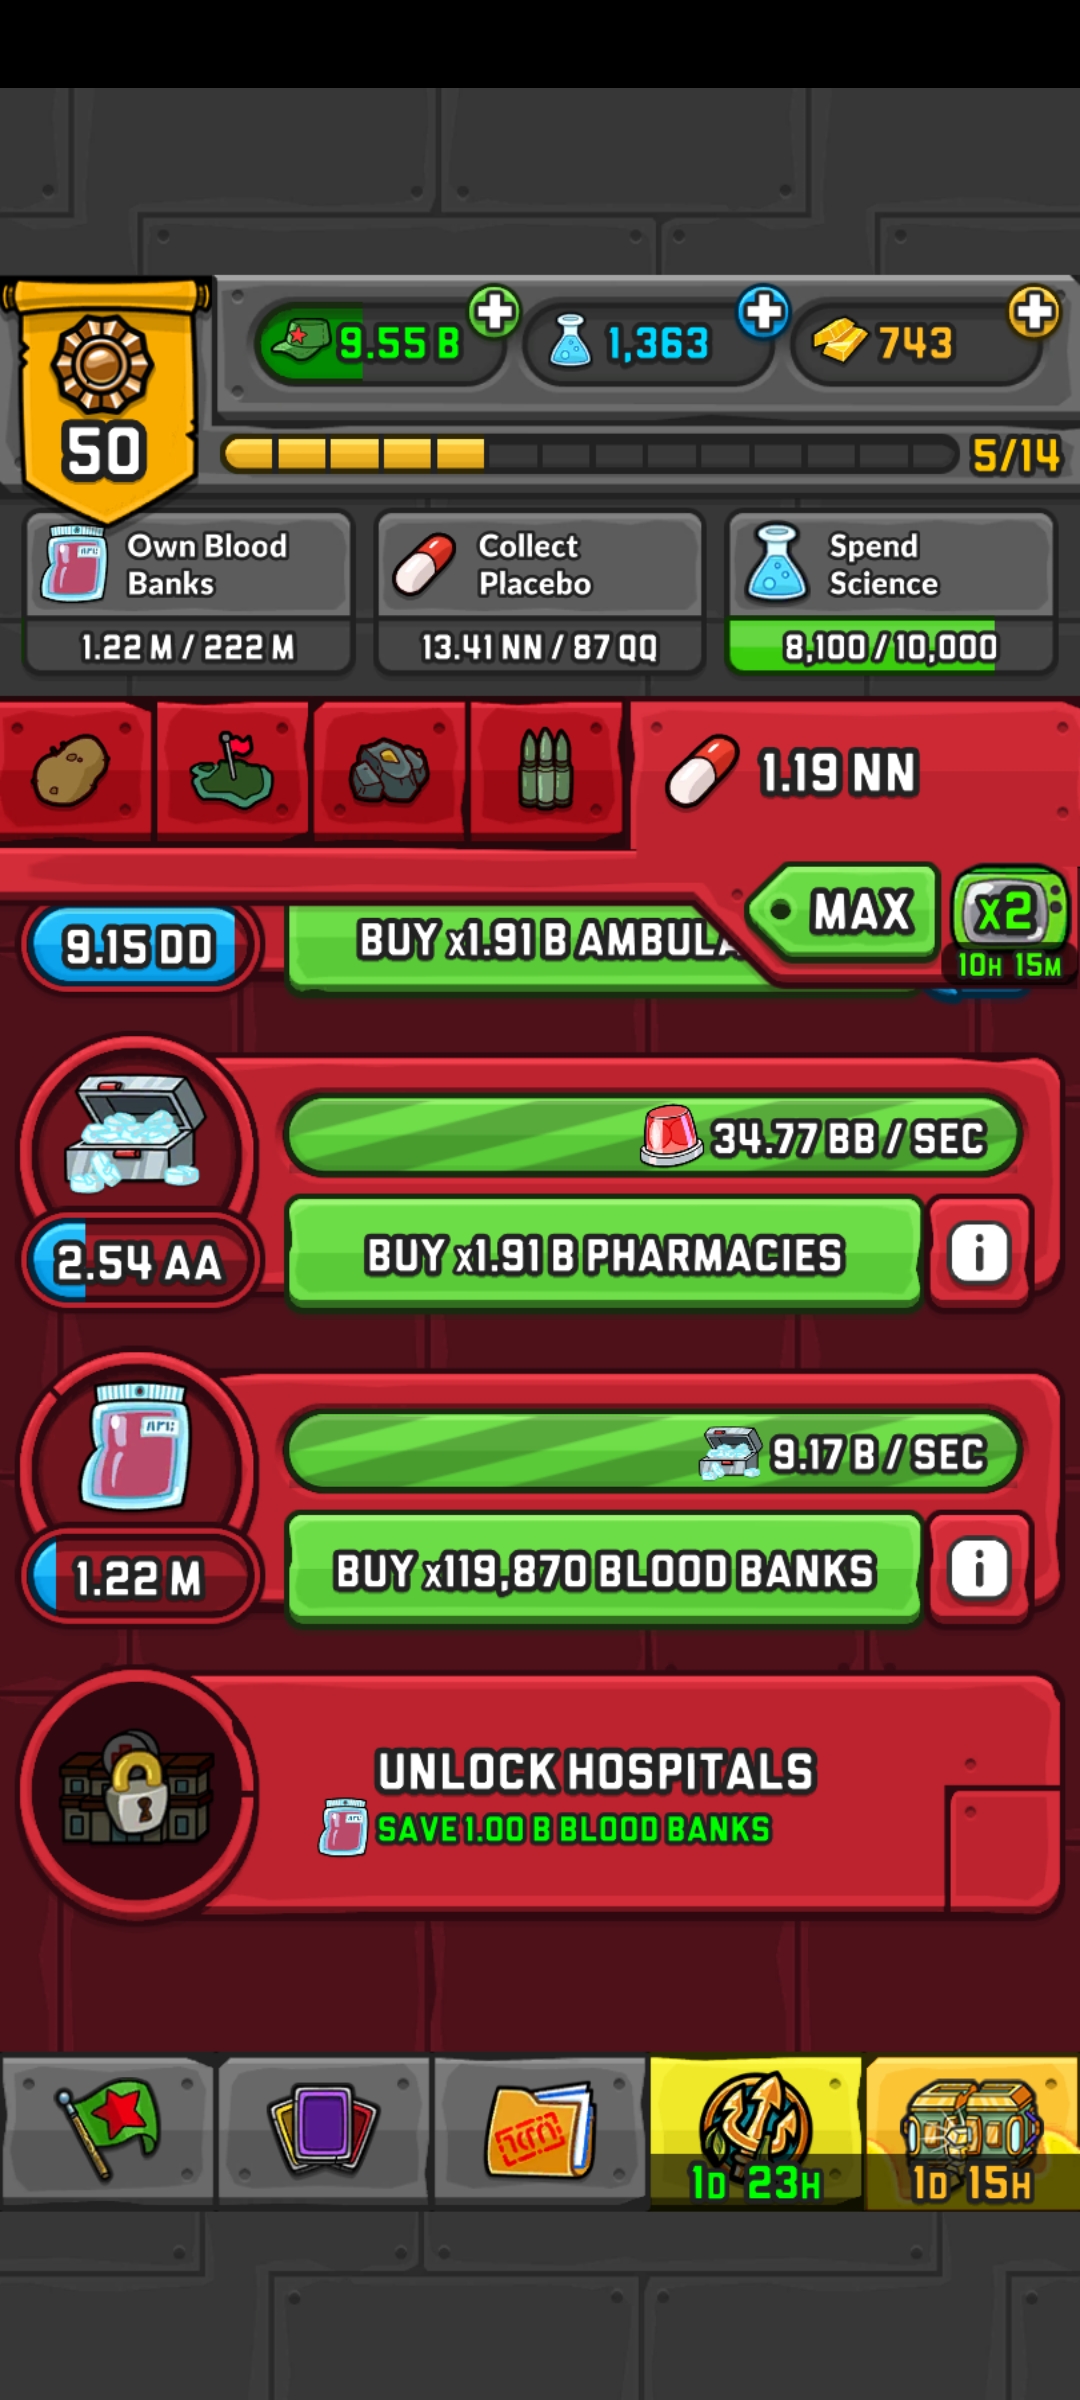 9.55 B
1,363
743
50
5/14
Own Blood
Banks
1.22 M / 222 M
Collect
Placebo
13.41 NN / 87 QQ
Spend
Science
8,100 / 10,000
1.19 NN
MAX
x2
10H 15M
9.15 DD
BUY x1.91 B AMBULA
34.77 BB / SEC
2.54 AA
BUY x1.91 B PHARMACIES
i
9.17 B / SEC
1.22 M
BUY x119,870 BLOOD BANKS
i
UNLOCK HOSPITALS
SAVE 1.00 B BLOOD BANKS
1D 23H
1D 15H